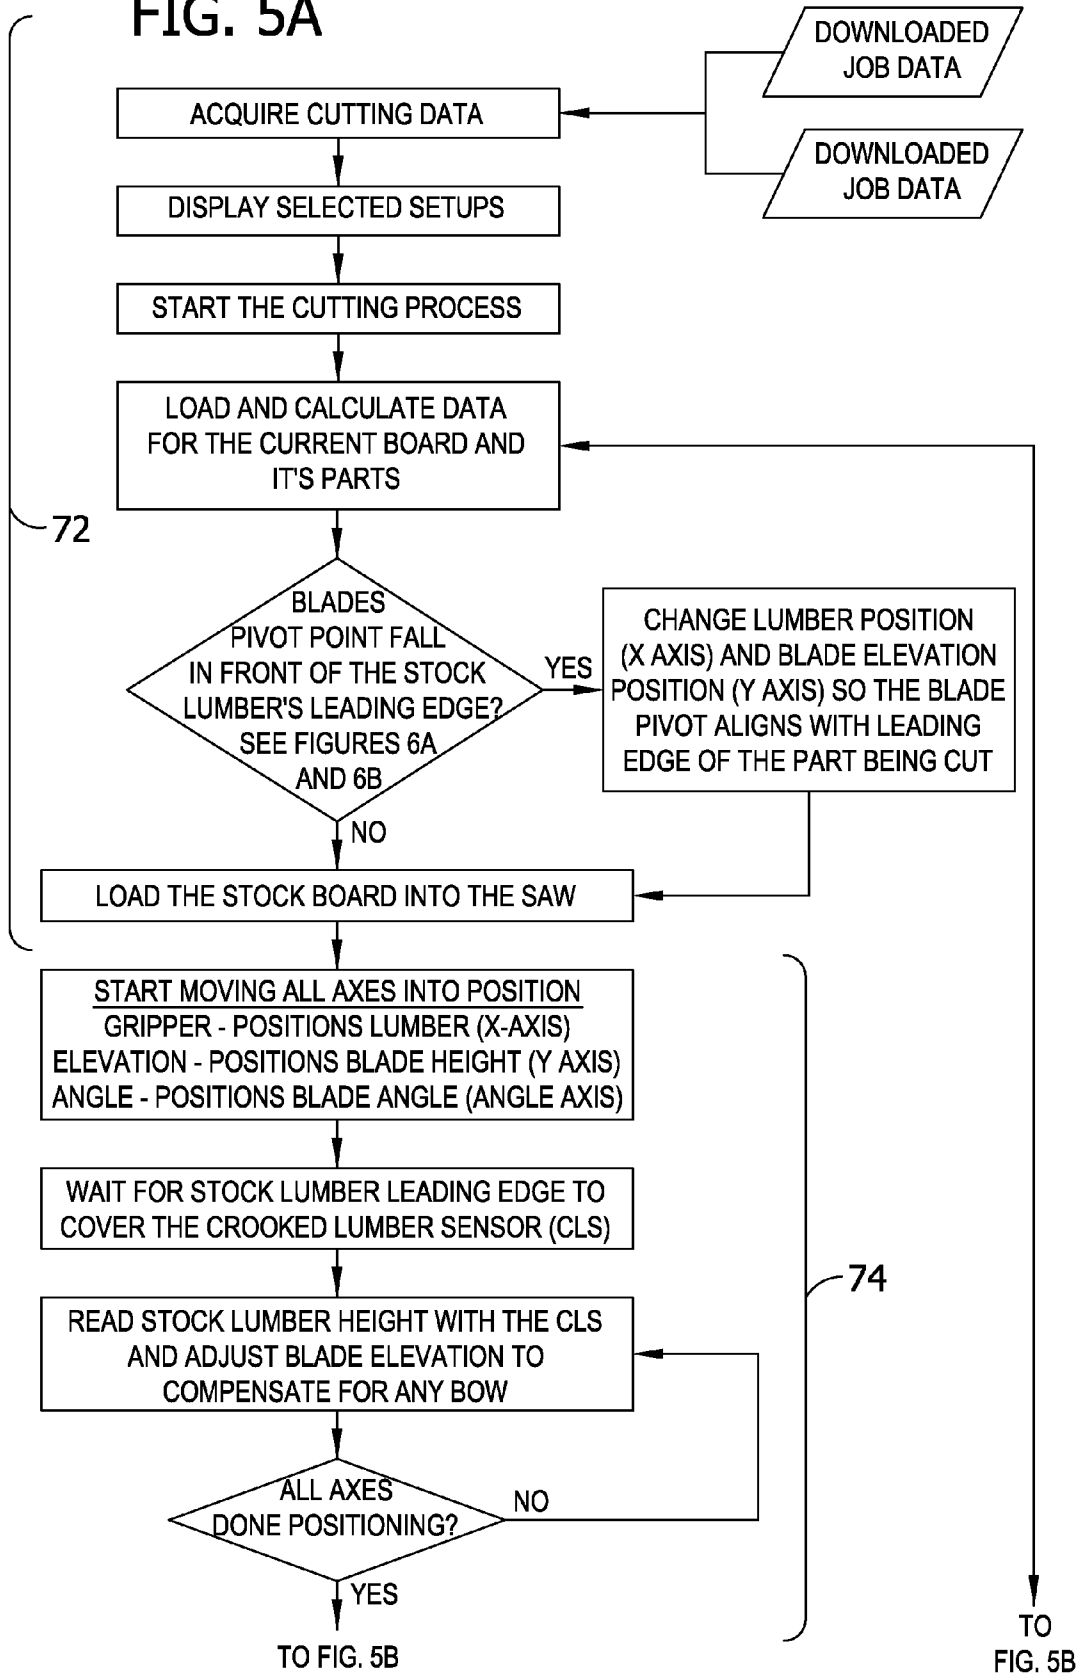 FIG. 5A
DOWNLOADED
JOB DATA
ACQUIRE CUTTING DATA
DOWNLOADED
JOB DATA
DISPLAY SELECTED SETUPS
START THE CUTTING PROCESS
LOAD AND CALCULATE DATA
FOR THE CURRENT BOARD AND
IT'S PARTS
72
BLADES
PIVOT POINT FALL
IN FRONT OF THE STOCK
LUMBER'S LEADING EDGE?
SEE FIGURES 6A
AND 6B
YES
CHANGE LUMBER POSITION
(X AXIS) AND BLADE ELEVATION
POSITION (Y AXIS) SO THE BLADE
PIVOT ALIGNS WITH LEADING
EDGE OF THE PART BEING CUT
NO
LOAD THE STOCK BOARD INTO THE SAW
START MOVING ALL AXES INTO POSITION
GRIPPER - POSITIONS LUMBER (X-AXIS)
ELEVATION - POSITIONS BLADE HEIGHT (Y AXIS)
ANGLE - POSITIONS BLADE ANGLE (ANGLE AXIS)
WAIT FOR STOCK LUMBER LEADING EDGE TO
COVER THE CROOKED LUMBER SENSOR (CLS)
74
READ STOCK LUMBER HEIGHT WITH THE CLS
AND ADJUST BLADE ELEVATION TO
COMPENSATE FOR ANY BOW
ALL AXES
DONE POSITIONING?
NO
YES
TO FIG. 5B
TO
FIG. 5B